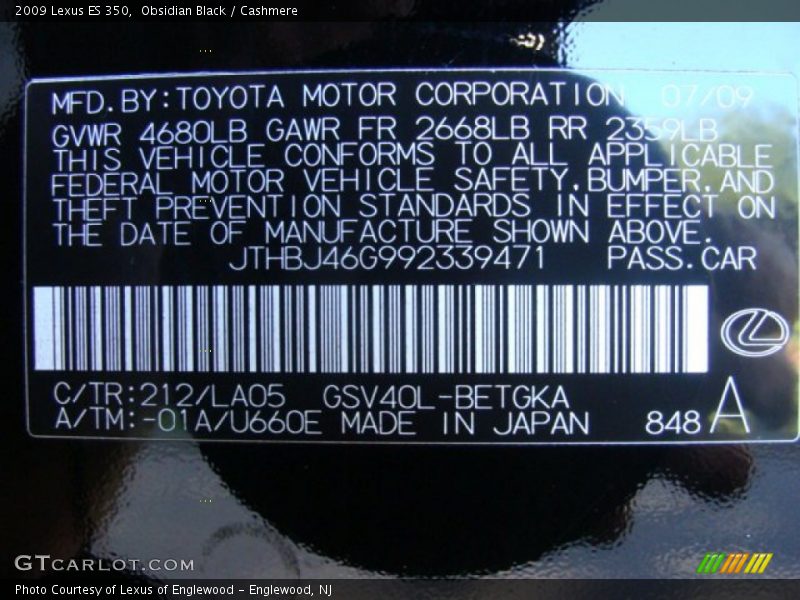 2009 Lexus ES 350,  Obsidian Black / Cashmere
MFD.BY:TOYOTA MOTOR CORPORATION 07/09
GVWR 4680LB GAWR FR 2668LB RR 2359LB
THIS VEHICLE CONFORMS TO ALL APPLICABLE
FEDERAL MOTOR VEHICLE SAFETY,BUMPER,AND
THEFT PREVENTION STANDARDS IN EFFECT ON
THE DATE OF MANUFACTURE SHOWN ABOVE.
JTHBJ46G992339471 PASS.CAR
C/TR:212/LA05 GSV40L-BETGKA
A/TM:-01A/U660E MADE IN JAPAN 848 A
GTCARLOT.COM
Photo Courtesy of Lexus of Englewood - Englewood, NJ